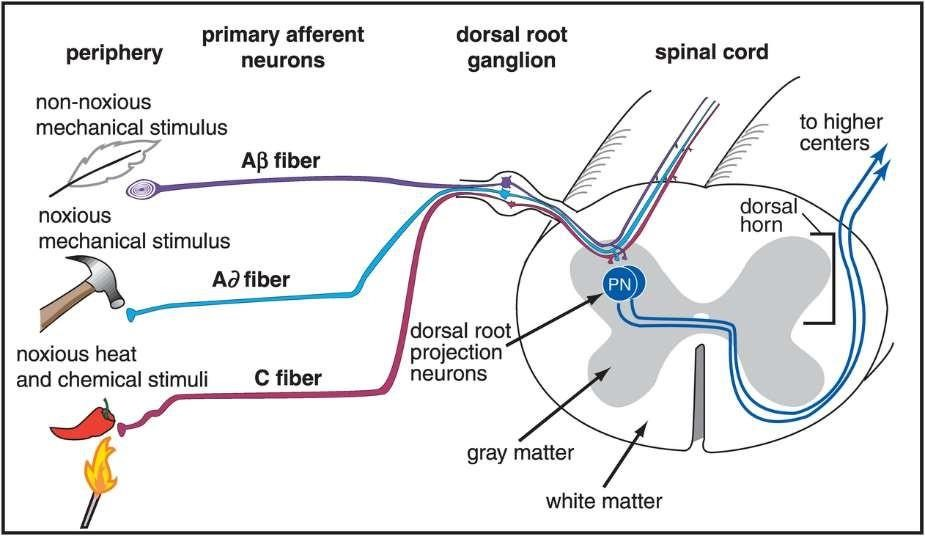 periphery
primary afferent
neurons
dorsal root
ganglion
spinal cord
non-noxious
mechanical stimulus
Aβ fiber
to higher
centers
noxious
mechanical stimulus
dorsal
horn
A∂ fiber
PN
noxious heat
and chemical stimuli
C fiber
dorsal root
projection
neurons
gray matter
white matter